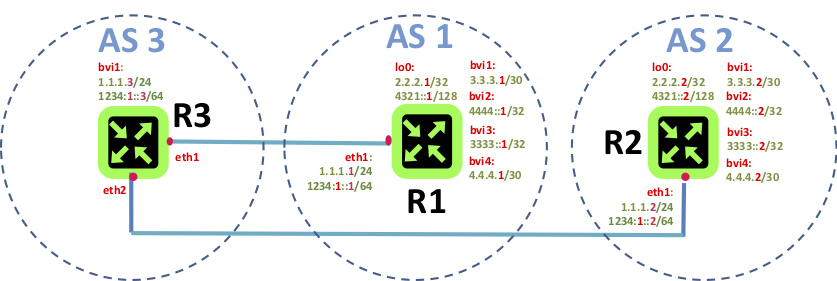 AS 3
bvi1:
1.1.1.3/24
1234:1::3/64
R3
eth1
eth2
AS 1
lo0:
2.2.2.1/32
4321::1/128
bvi1:
3.3.3.1/30
bvi2:
4444::1/32
bvi3:
3333::1/32
bvi4:
4.4.4.1/30
eth1:
1.1.1.1/24
1234:1::1/64
R1
AS 2
lo0:
2.2.2.2/32
4321::2/128
bvi1:
3.3.3.2/30
bvi2:
4444::2/32
bvi3:
3333::2/32
bvi4:
4.4.4.2/30
R2
eth1:
1.1.1.2/24
1234:1::2/64